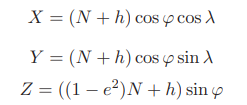 X = (N + h) cos φ cos λ
Y = (N + h) cos φ sin λ
Z = ((1 − e²)N + h) sin φ